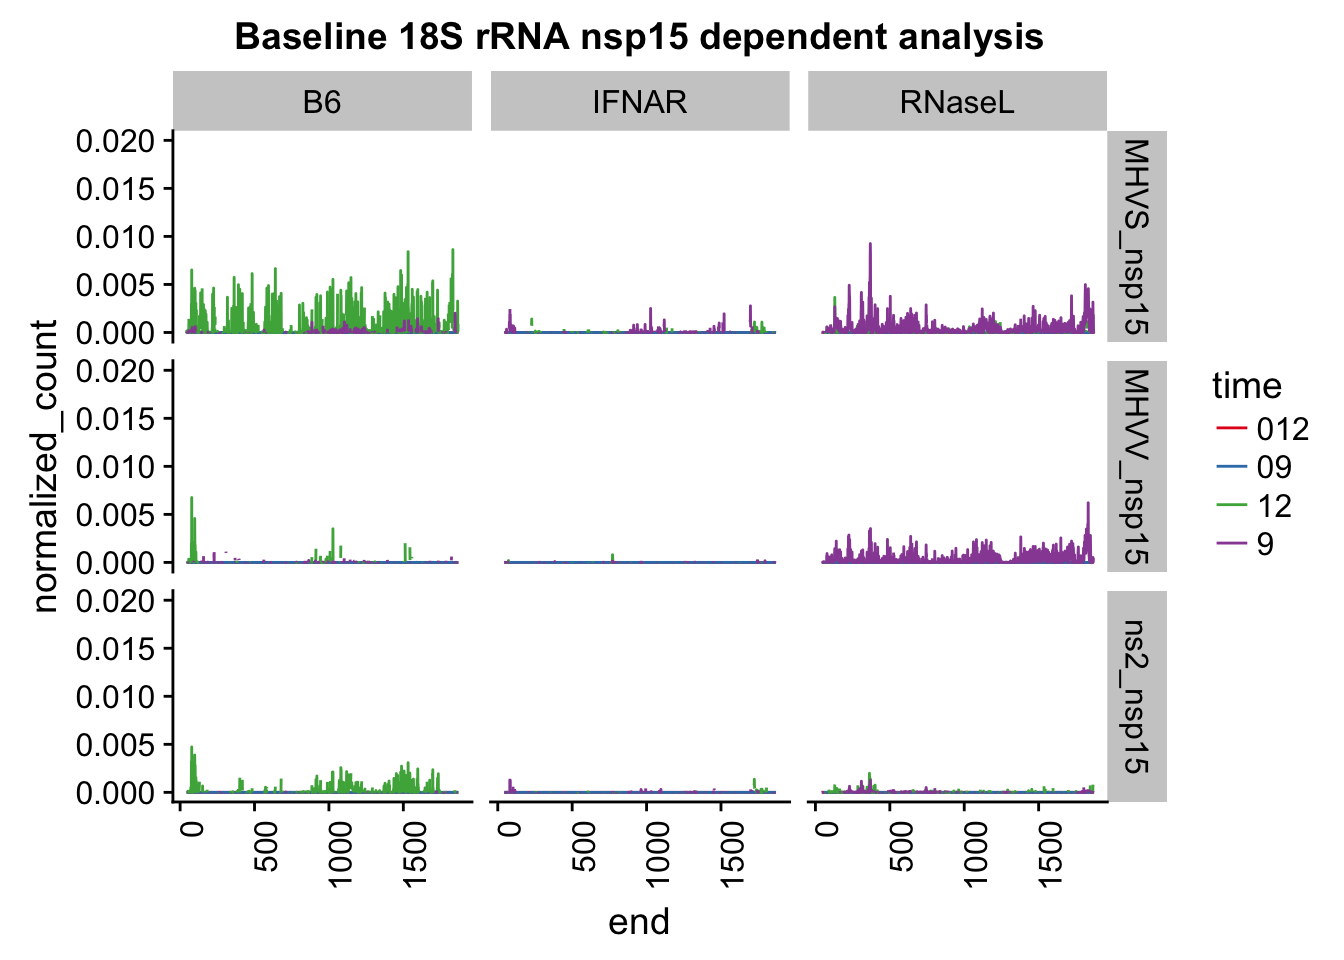 Baseline 18S rRNA nsp15 dependent analysis
B6
IFNAR
RNaseL
0.020
0.015
0.010
0.005
0.000
MHVS_nsp15
0.020
0.015
0.010
0.005
0.000
MHVV_nsp15
0.020
0.015
0.010
0.005
0.000
ns2_nsp15
normalized_count
0 500 1000 1500
0 500 1000 1500
0 500 1000 1500
end
time
012
09
12
9